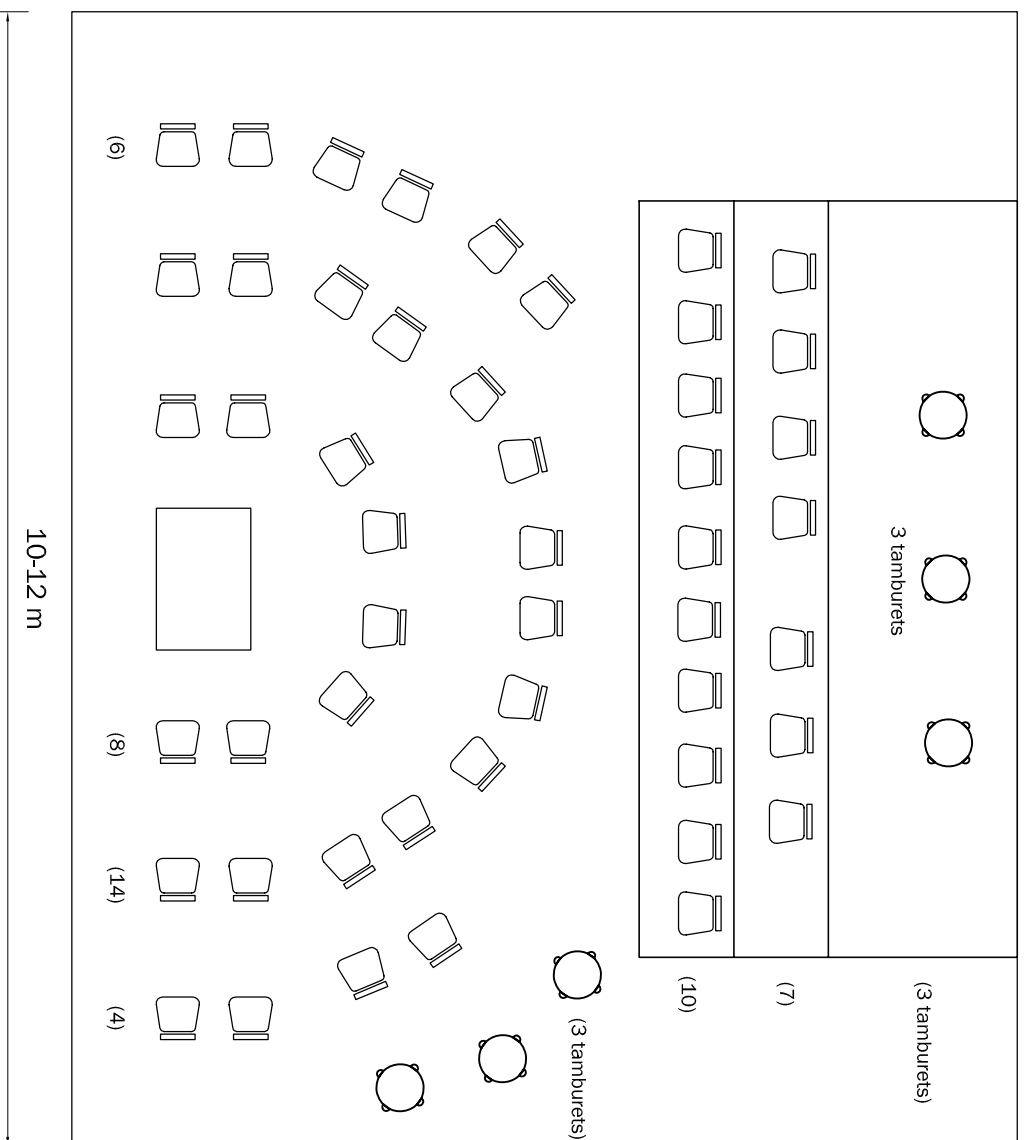 (6)
10-12 m
(8)
(14)
(4)
3 tamburets
(10)
(7)
(3 tamburets)
(3 tamburets)